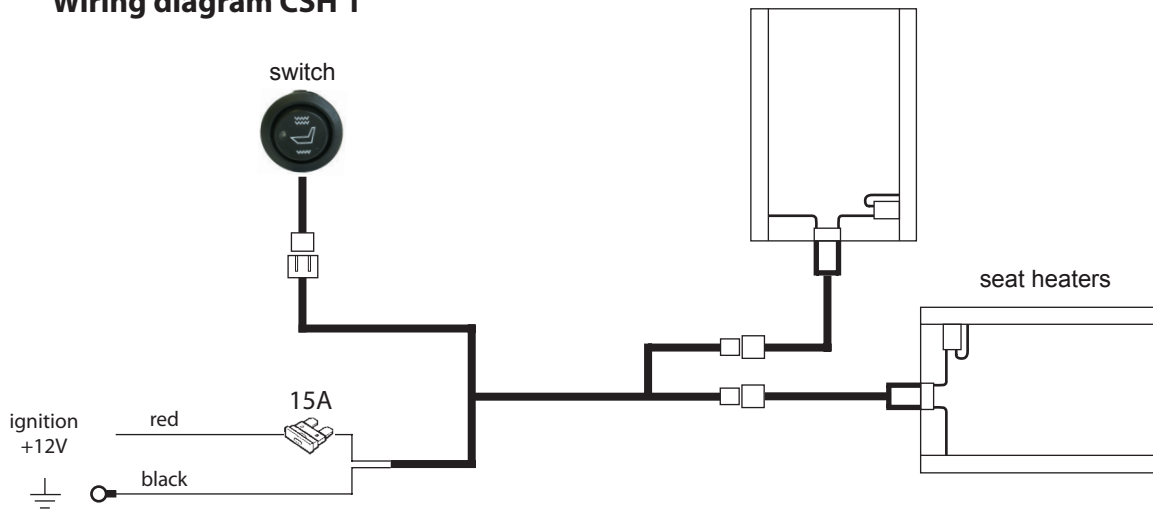 Wiring diagram CSH 1
switch
seat heaters
15A
ignition
+12V
red
black